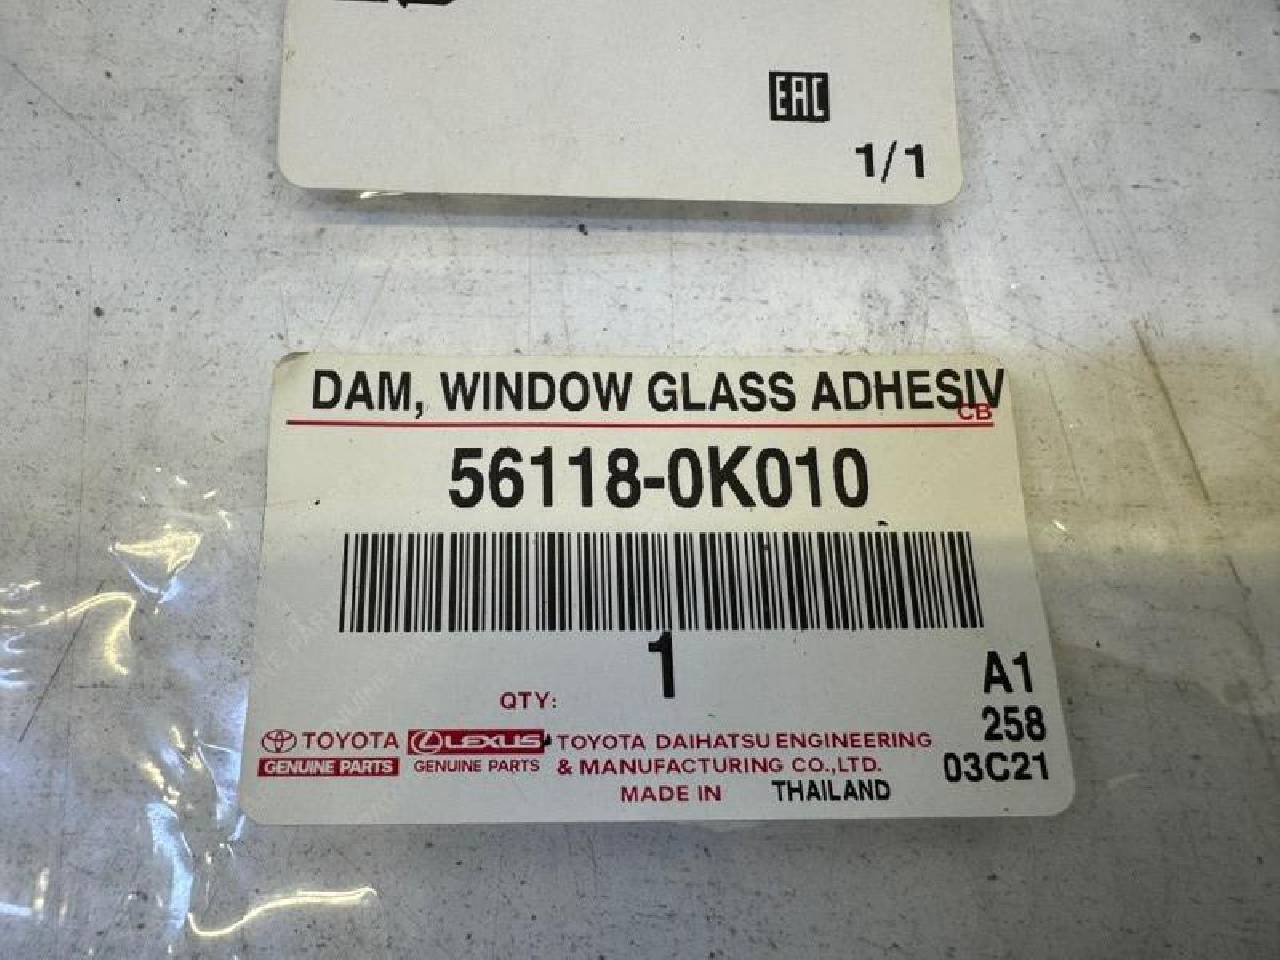 EAC
1/1
DAM, WINDOW GLASS ADHESIV
CB
56118-0K010
1
QTY:
A1
258
03C21
TOYOTA
GENUINE PARTS
LEXUS
GENUINE PARTS
TOYOTA DAIHATSU ENGINEERING
& MANUFACTURING CO.,LTD.
MADE IN THAILAND